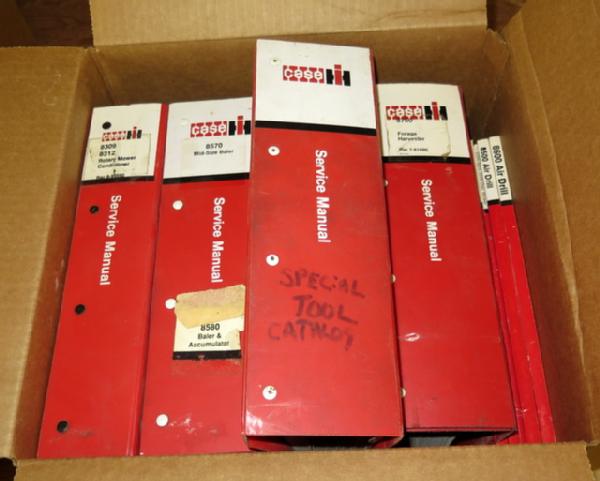 CASE IH
8309
8312
Rotary Mower
Conditioner
Service Manual
CASE IH
8570
Mid-Size Baler
Service Manual
8580
Baler &
Accumulator
CASE IH
Service Manual
SPECIAL
TOOL
CATALOG
CASE IH
Forage
Harvester
Service Manual
8500 Air Drill
8500 Air Drill